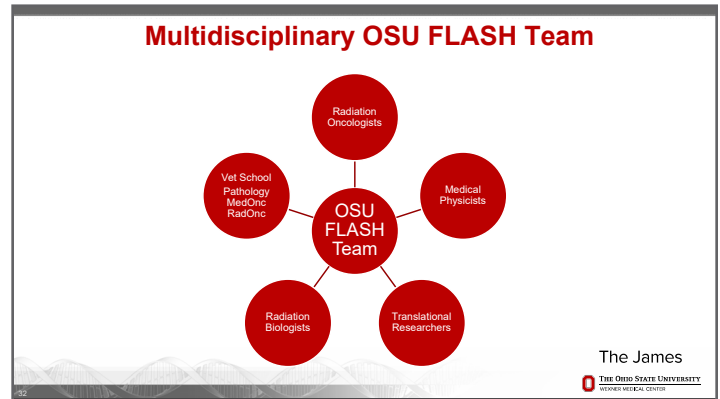 Multidisciplinary OSU FLASH Team
Radiation
Oncologists
Vet School
Pathology
MedOnc
RadOnc
Medical
Physicists
OSU
FLASH
Team
Radiation
Biologists
Translational
Researchers
The James
THE OHIO STATE UNIVERSITY
WEXNER MEDICAL CENTER
32